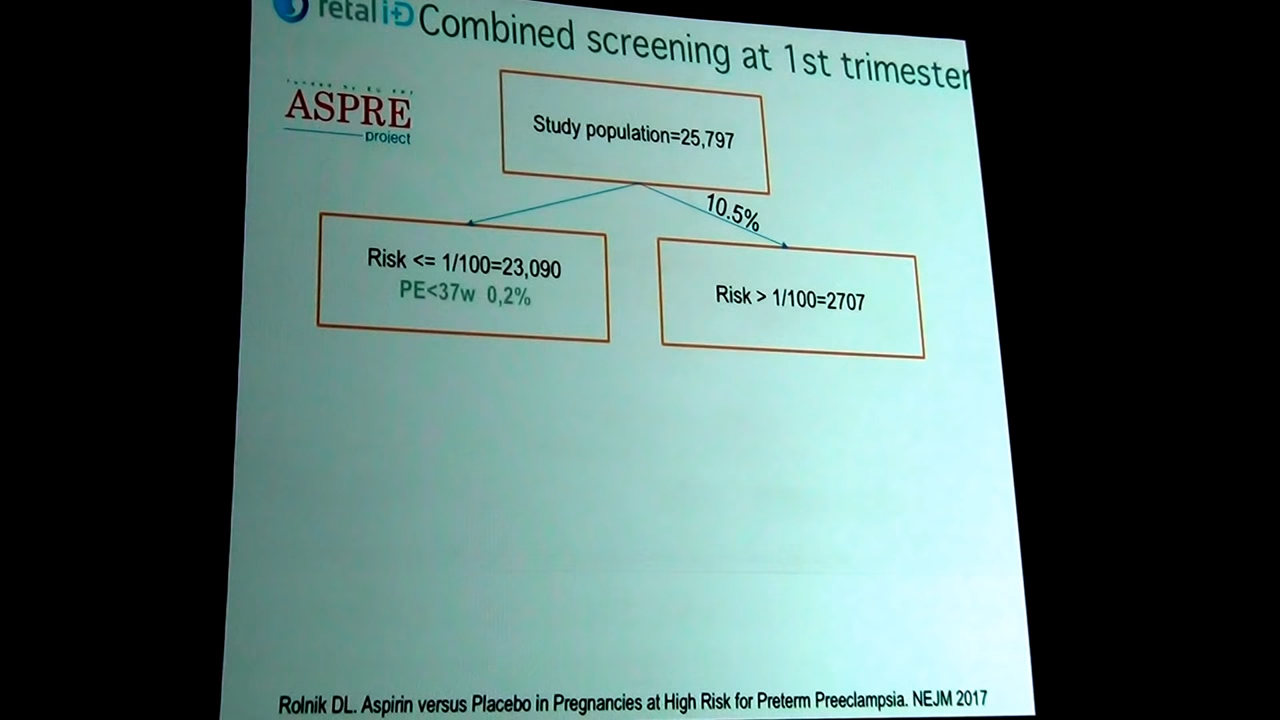 fetal i+D
Combined screening at 1st trimester
ASPRE
project
Study population=25,797
10.5%
Risk <= 1/100=23,090
PE<37w 0,2%
Risk > 1/100=2707
Rolnik DL. Aspirin versus Placebo in Pregnancies at High Risk for Preterm Preeclampsia. NEJM 2017